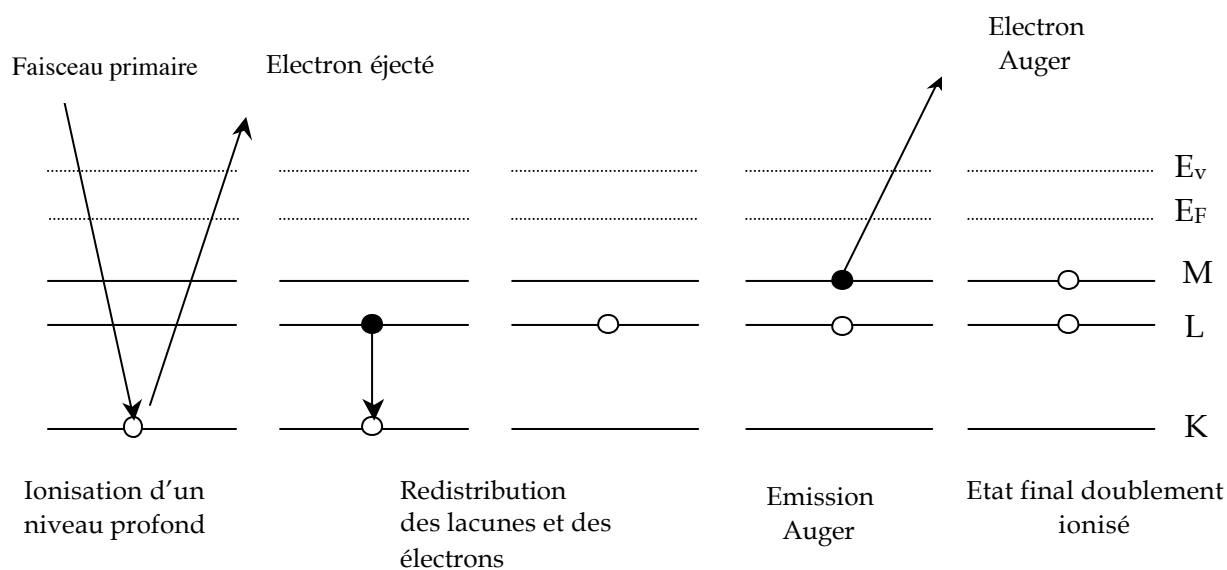 Faisceau primaire
Electron éjecté
Electron
Auger
Ev
EF
M
L
K
Ionisation d’un
niveau profond
Redistribution
des lacunes et des
électrons
Emission
Auger
Etat final doublement
ionisé